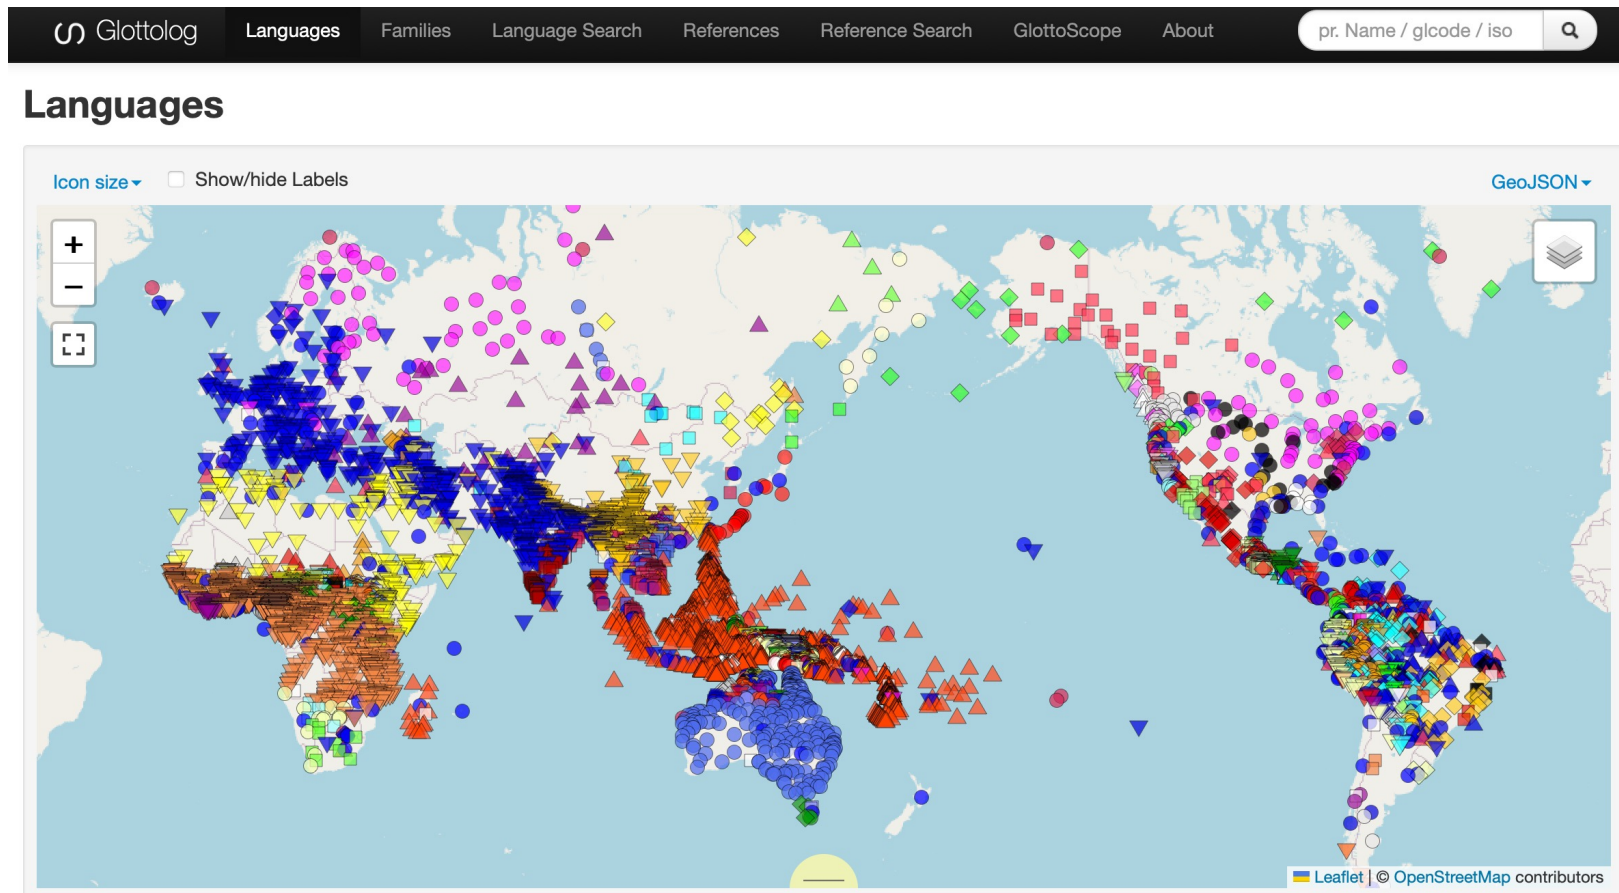 Glottolog Languages Families Language Search References Reference Search GlottoScope About pr. Name / glcode / iso
Languages
Icon size Show/hide Labels GeoJSON
+
−
Leaflet | © OpenStreetMap contributors